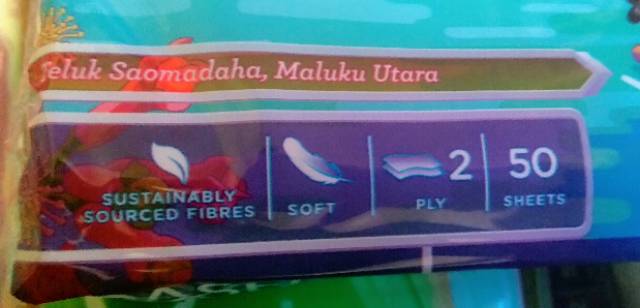 Teluk Saomadaha, Maluku Utara
SUSTAINABLY
SOURCED FIBRES
SOFT
2
PLY
50
SHEETS